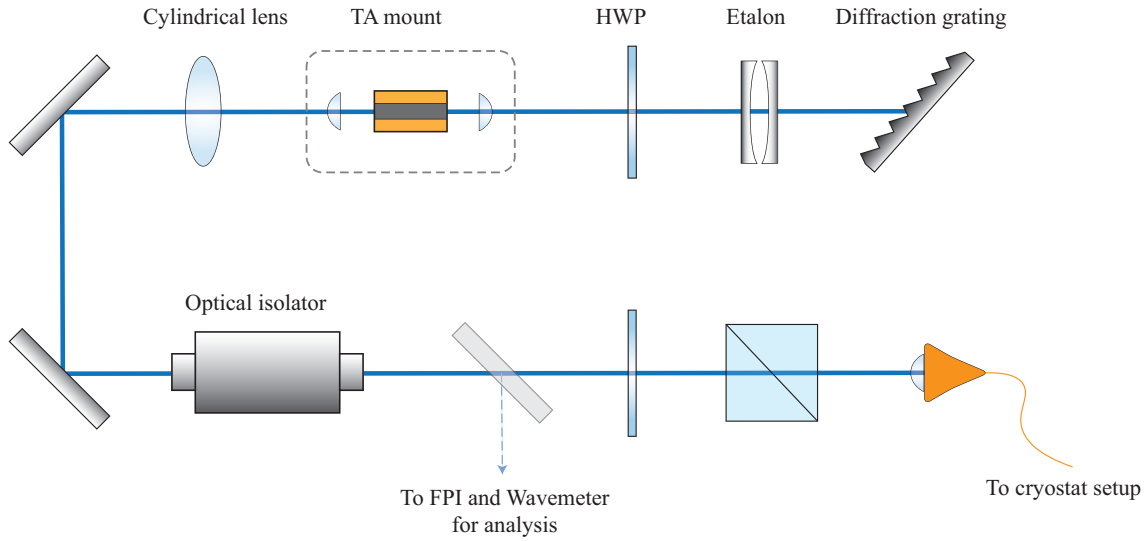 Cylindrical lens
TA mount
HWP
Etalon
Diffraction grating
Optical isolator
To FPI and Wavemeter
for analysis
To cryostat setup